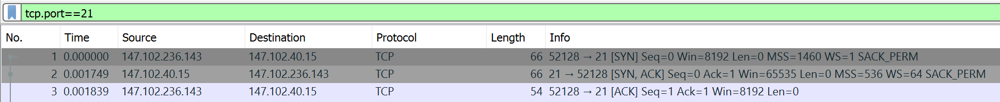 tcp.port==21
No. Time Source Destination Protocol Length Info
1 0.000000 147.102.236.143 147.102.40.15 TCP 66 52128 → 21 [SYN] Seq=0 Win=8192 Len=0 MSS=1460 WS=1 SACK_PERM
2 0.001749 147.102.40.15 147.102.236.143 TCP 66 21 → 52128 [SYN, ACK] Seq=0 Ack=1 Win=65535 Len=0 MSS=536 WS=64 SACK_PERM
3 0.001839 147.102.236.143 147.102.40.15 TCP 54 52128 → 21 [ACK] Seq=1 Ack=1 Win=8192 Len=0